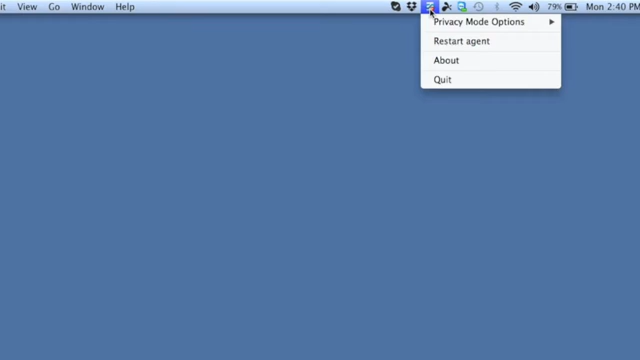 it View Go Window Help 79% Mon 2:40 PM
Privacy Mode Options
Restart agent
About
Quit